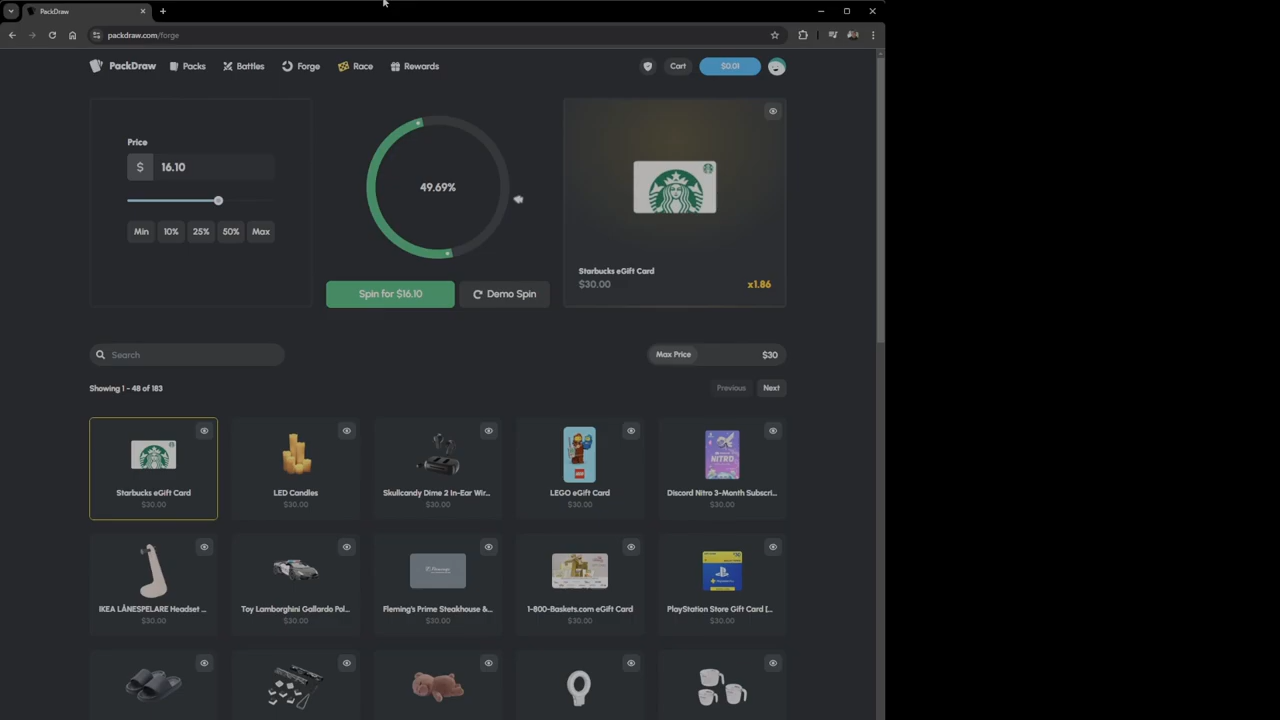 PackDraw
packdraw.com/forge
PackDraw Packs Battles Forge Race Rewards Cart $0.01
Price
$ 16.10
Min 10% 25% 50% Max
49.69%
Spin for $16.10 Demo Spin
Starbucks eGift Card
$30.00 x1.86
Search Max Price $30
Showing 1 - 48 of 183 Previous Next
Starbucks eGift Card LED Candles Skullcandy Dime 2 In-Ear Wir... LEGO eGift Card Discord Nitro 3-Month Subscri...
$30.00 $30.00 $30.00 $30.00 $30.00
IKEA LÅNESPELARE Headset ... Toy Lamborghini Gallardo Pol... Fleming's Prime Steakhouse &... 1-800-Baskets.com eGift Card PlayStation Store Gift Card [...
$30.00 $30.00 $30.00 $30.00 $30.00